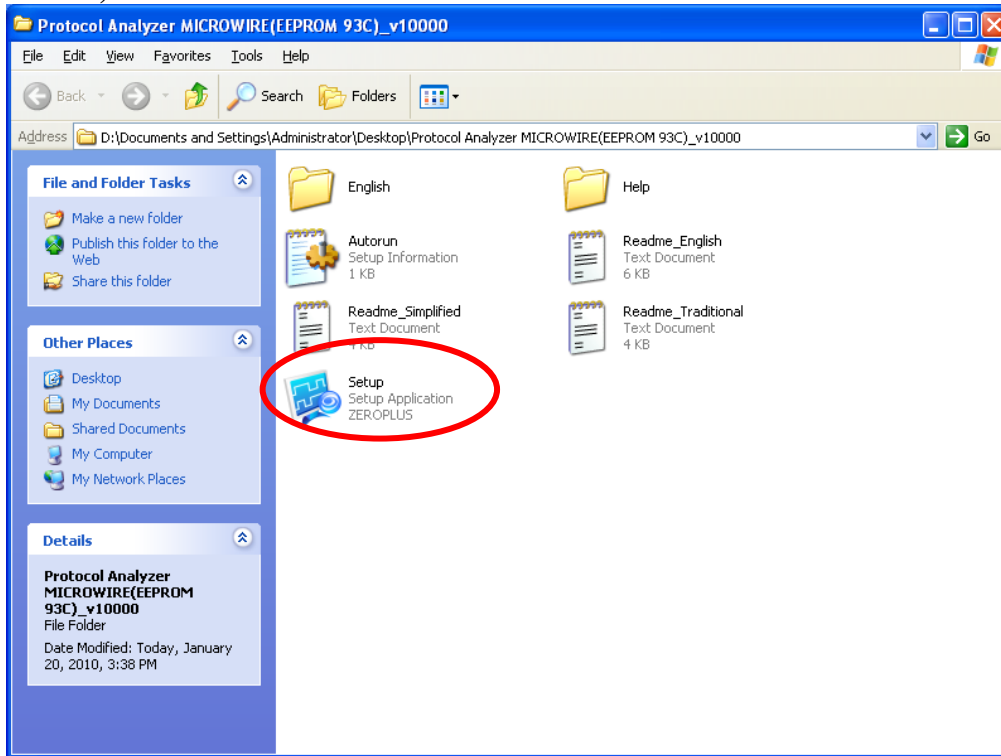 Protocol Analyzer MICROWIRE(EEPROM 93C)_v10000
File Edit View Favorites Tools Help
Back Search Folders
Address D:\Documents and Settings\Administrator\Desktop\Protocol Analyzer MICROWIRE(EEPROM 93C)_v10000 Go
File and Folder Tasks
Make a new folder
Publish this folder to the
Web
Share this folder
Other Places
Desktop
My Documents
Shared Documents
My Computer
My Network Places
Details
Protocol Analyzer
MICROWIRE(EEPROM
93C)_v10000
File Folder
Date Modified: Today, January
20, 2010, 3:38 PM
English
Help
Autorun
Setup Information
1 KB
Readme_English
Text Document
6 KB
Readme_Simplified
Text Document
4 KB
Readme_Traditional
Text Document
4 KB
Setup
Setup Application
ZEROPLUS